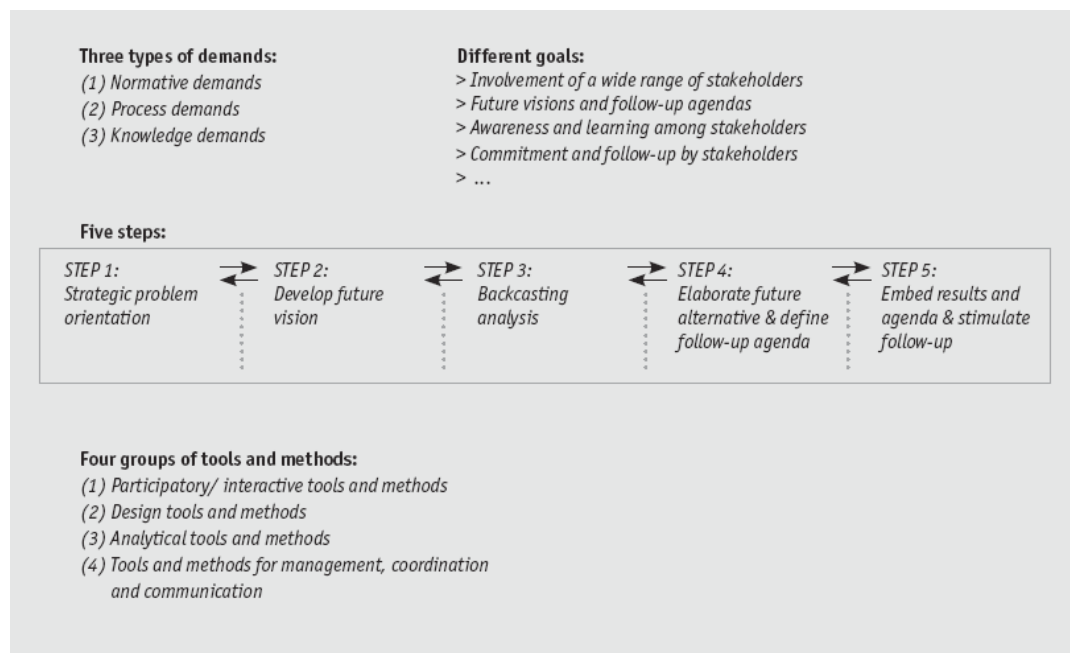 Three types of demands:
(1) Normative demands
(2) Process demands
(3) Knowledge demands
Different goals:
> Involvement of a wide range of stakeholders
> Future visions and follow-up agendas
> Awareness and learning among stakeholders
> Commitment and follow-up by stakeholders
> ...
Five steps:
STEP 1:
Strategic problem
orientation
STEP 2:
Develop future
vision
STEP 3:
Backcasting
analysis
STEP 4:
Elaborate future
alternative & define
follow-up agenda
STEP 5:
Embed results and
agenda & stimulate
follow-up
Four groups of tools and methods:
(1) Participatory/ interactive tools and methods
(2) Design tools and methods
(3) Analytical tools and methods
(4) Tools and methods for management, coordination
and communication